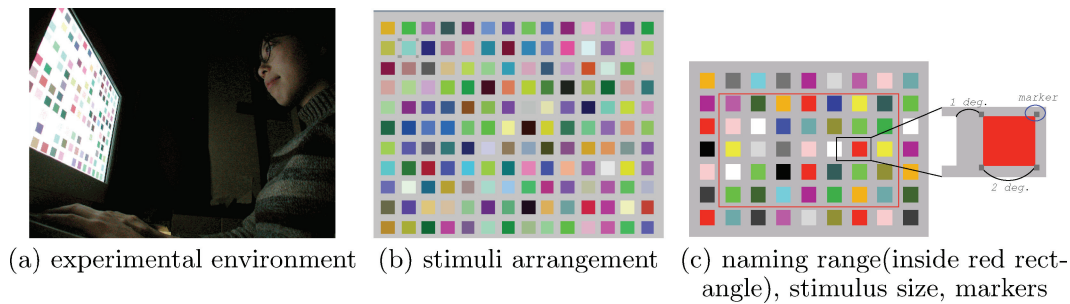 1 deg.
marker
2 deg.
(a) experimental environment
(b) stimuli arrangement
(c) naming range(inside red rect-
angle), stimulus size, markers